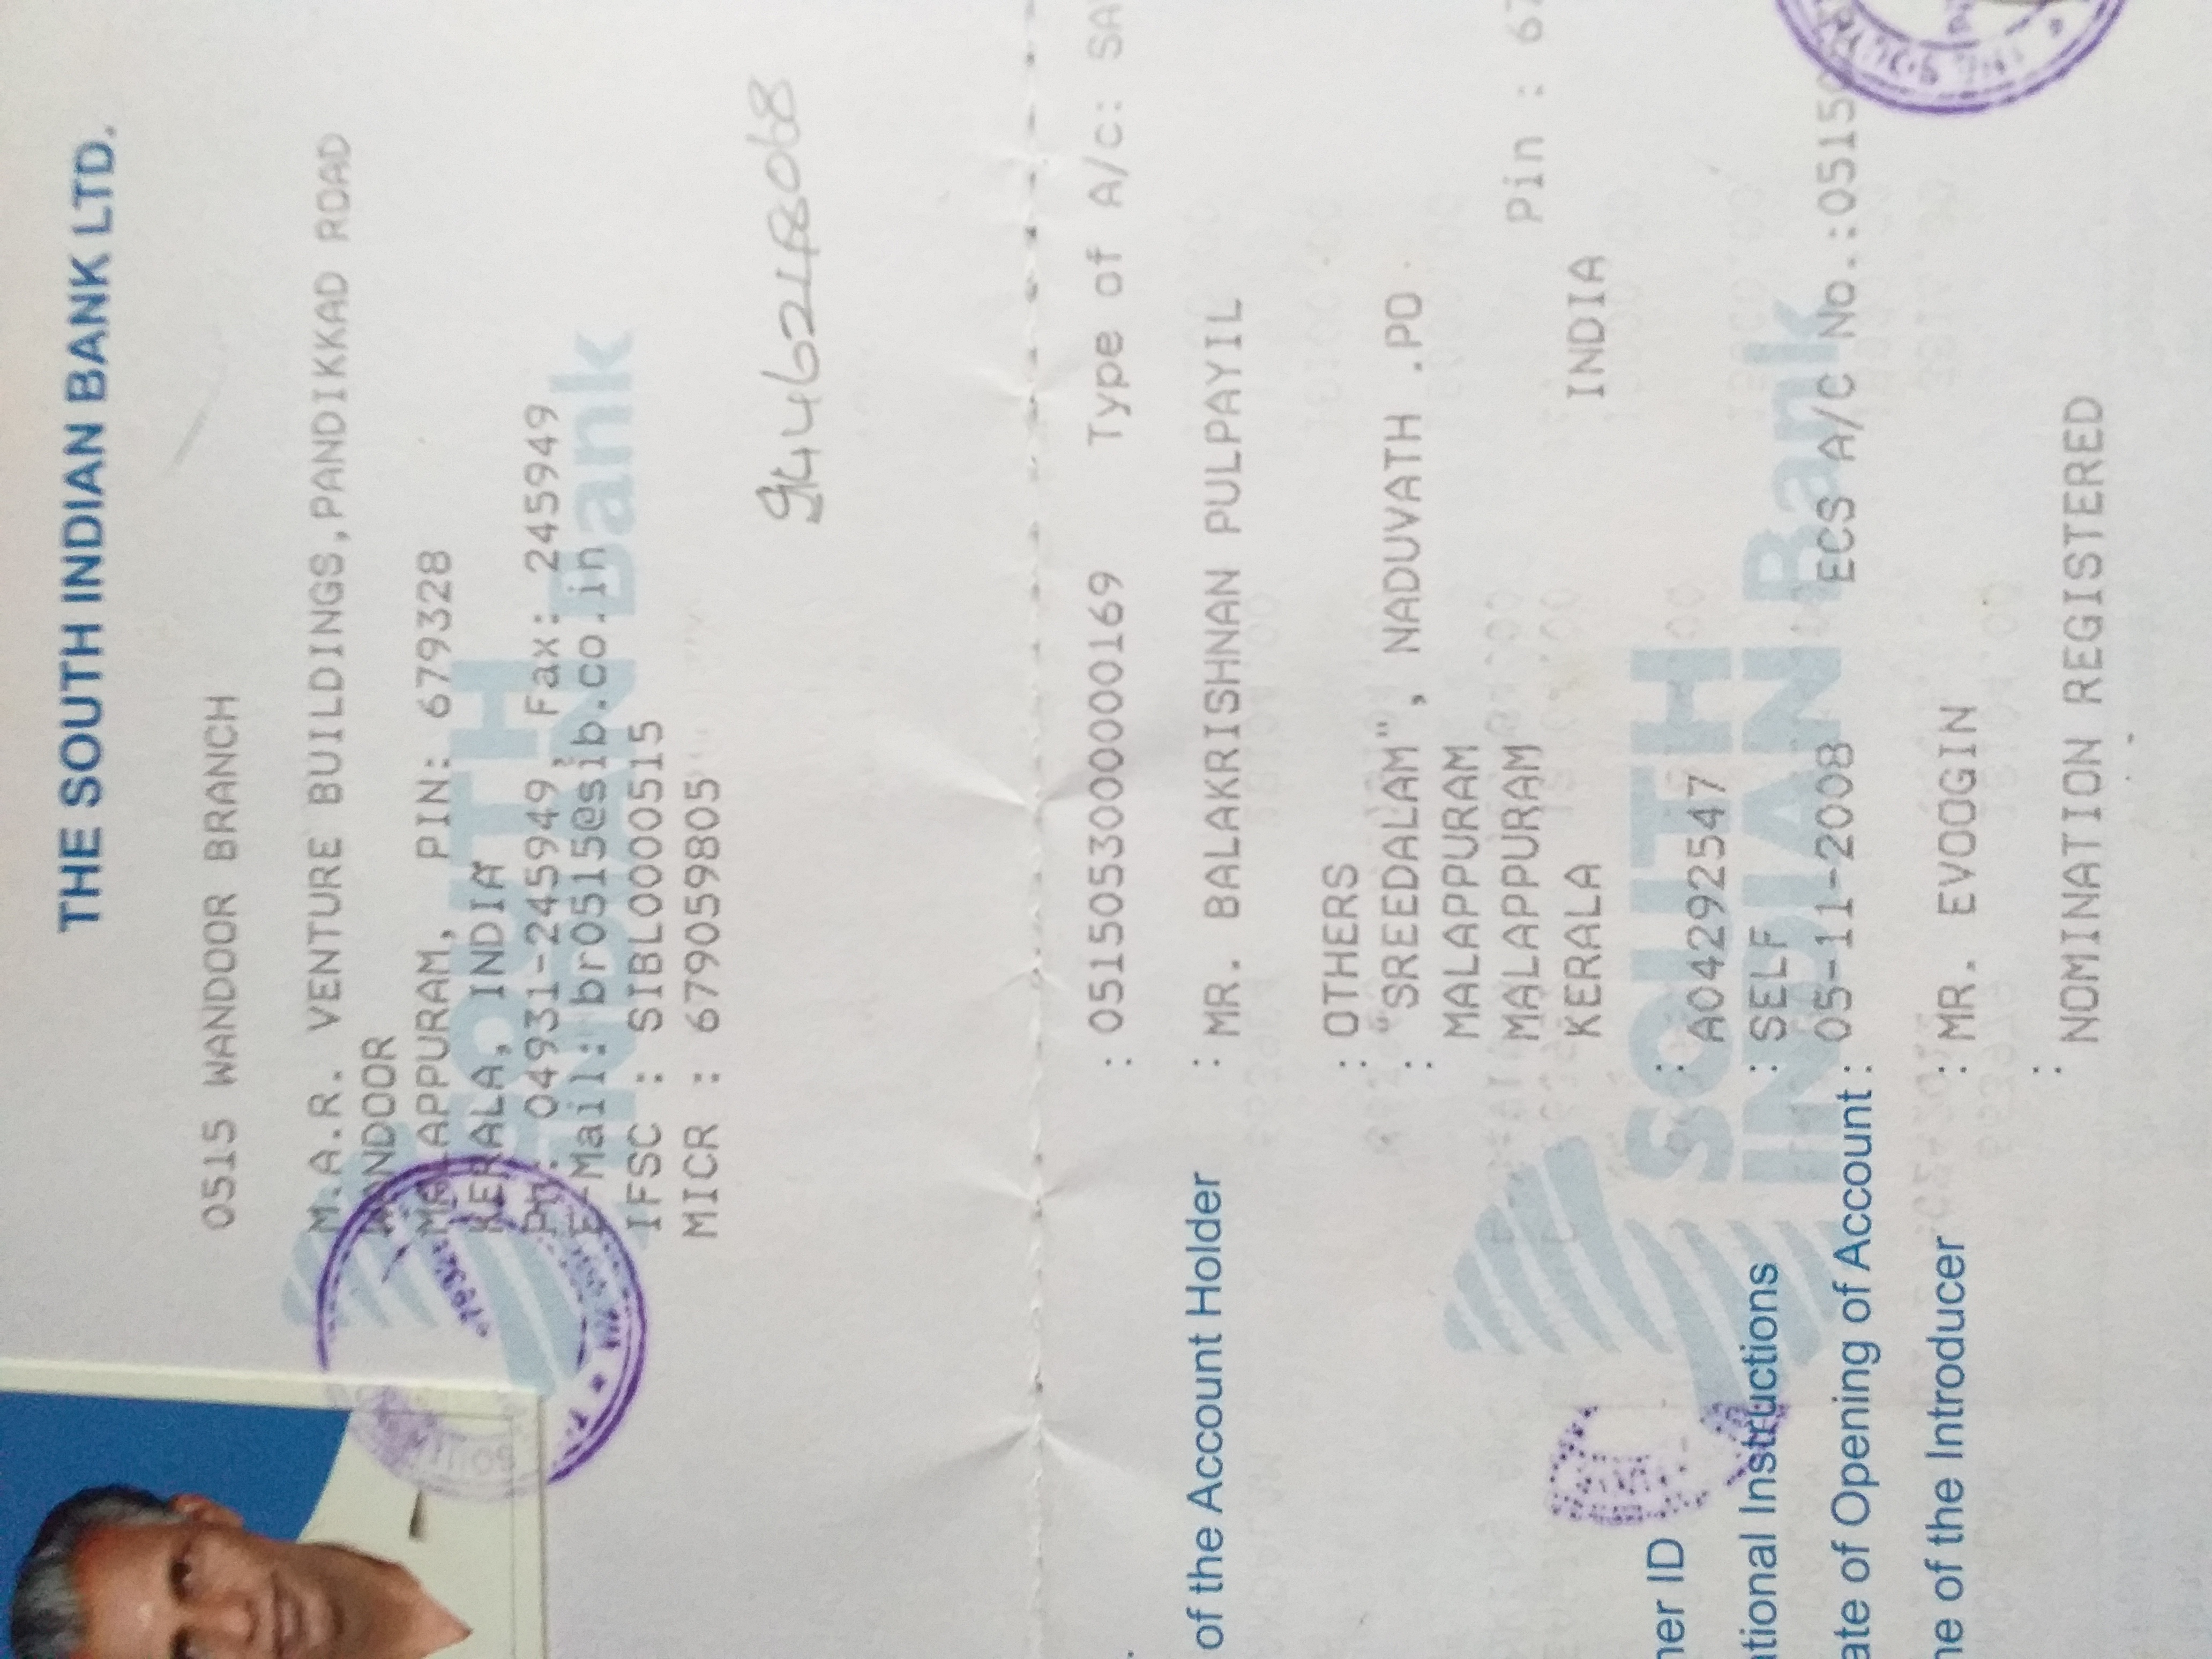 THE SOUTH INDIAN BANK LTD.
0515 WANDOOR BRANCH
M.A.R. VENTURE BUILDINGS,PANDIKKAD ROAD
WANDOOR
MALAPPURAM, PIN: 679328
KERALA, INDIA
Ph: 04931-245949, Fax: 245949
E-Mail: br0515@sib.co.in
IFSC : SIBL0000515
MICR : 679059805
SOUTH
INDIAN Bank
9446248068
: 0515053000000169 Type of A/c: SA
of the Account Holder : MR. BALAKRISHNAN PULPAYIL
: OTHERS
: "SREEDALAM", NADUVATH .PO
MALAPPURAM
MALAPPURAM Pin : 67
KERALA INDIA
ner ID : A04292547
SOUTH
INDIAN Bank
ational Instructions : SELF
ate of Opening of Account : 05-11-2008 ECS A/C No.:0515
ne of the Introducer : MR. EVOOGIN
: NOMINATION REGISTERED